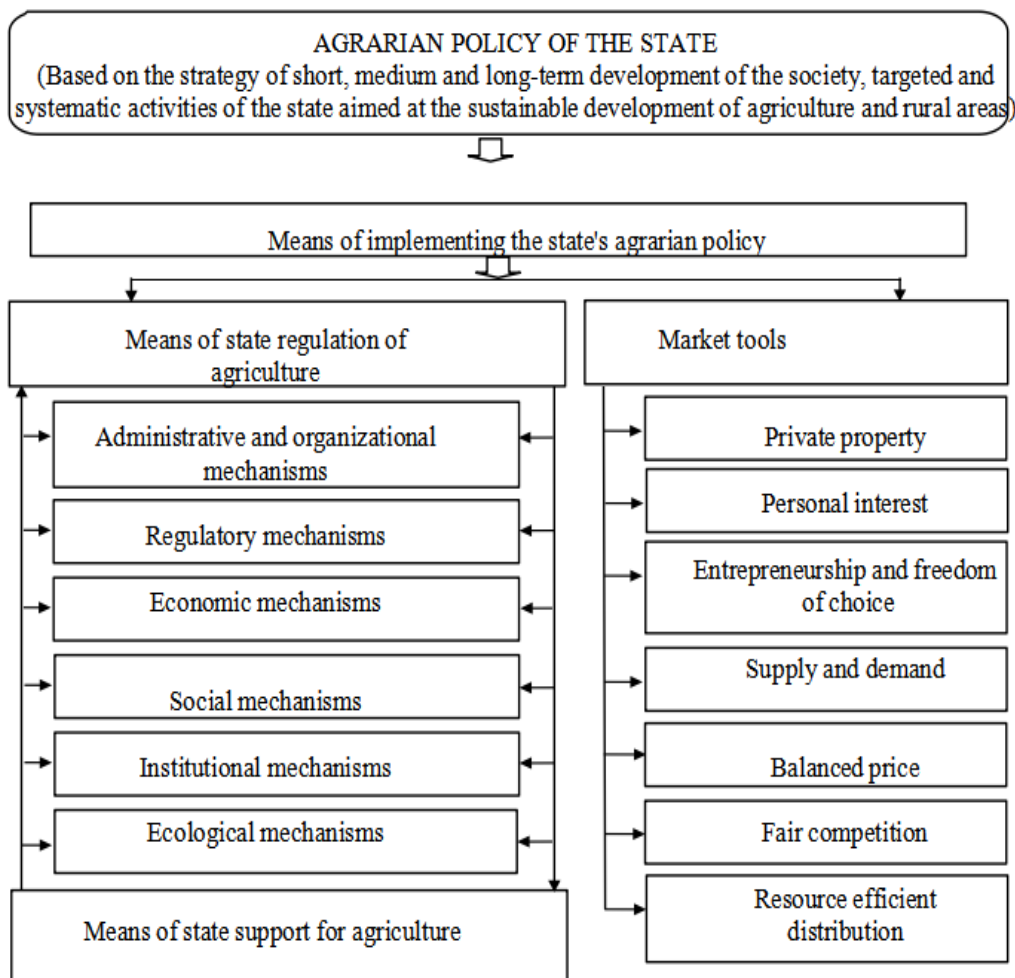 AGRARIAN POLICY OF THE STATE
(Based on the strategy of short, medium and long-term development of the society, targeted and
systematic activities of the state aimed at the sustainable development of agriculture and rural areas)
Means of implementing the state's agrarian policy
Means of state regulation of
agriculture
Administrative and organizational
mechanisms
Regulatory mechanisms
Economic mechanisms
Social mechanisms
Institutional mechanisms
Ecological mechanisms
Means of state support for agriculture
Market tools
Private property
Personal interest
Entrepreneurship and freedom
of choice
Supply and demand
Balanced price
Fair competition
Resource efficient
distribution